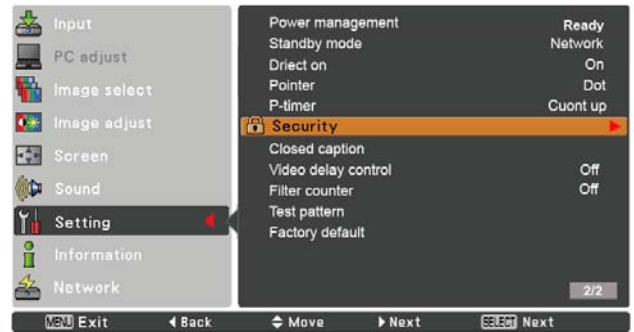 Input
PC adjust
Image select
Image adjust
Screen
Sound
Setting
Information
Network
Power management Ready
Standby mode Network
Driect on On
Pointer Dot
P-timer Cuont up
Security
Closed caption
Video delay control Off
Filter counter Off
Test pattern
Factory default
2/2
MENU Exit Back Move Next SELECT Next